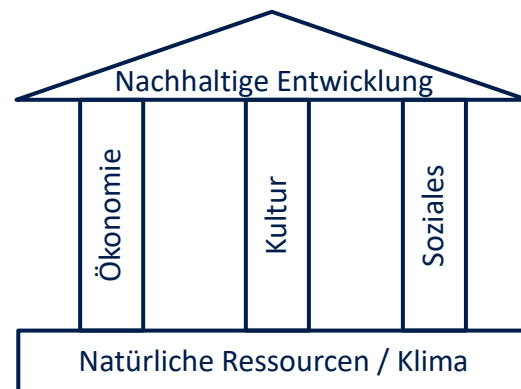 Nachhaltige Entwicklung
Ökonomie
Kultur
Soziales
Natürliche Ressourcen / Klima